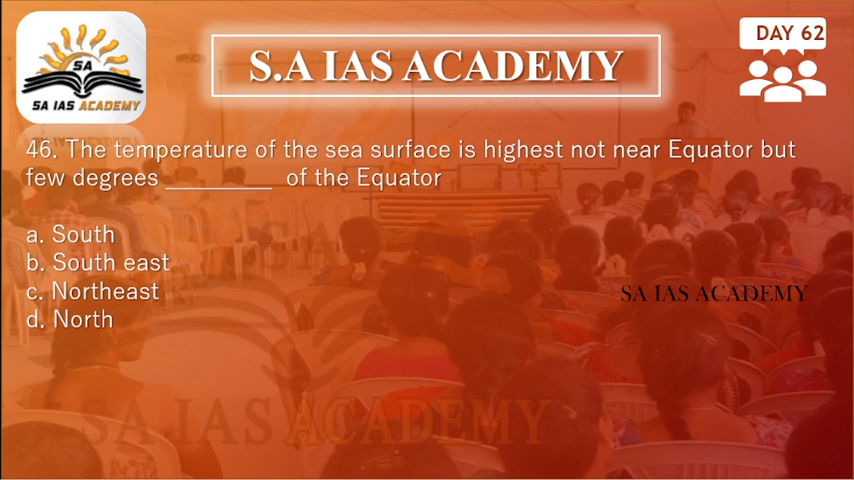 DAY 62
S.A IAS ACADEMY
SA
SA IAS ACADEMY
46. The temperature of the sea surface is highest not near Equator but
few degrees ________ of the Equator
a. South
b. South east
c. Northeast
d. North
SA IAS ACADEMY
SA IAS ACADEMY